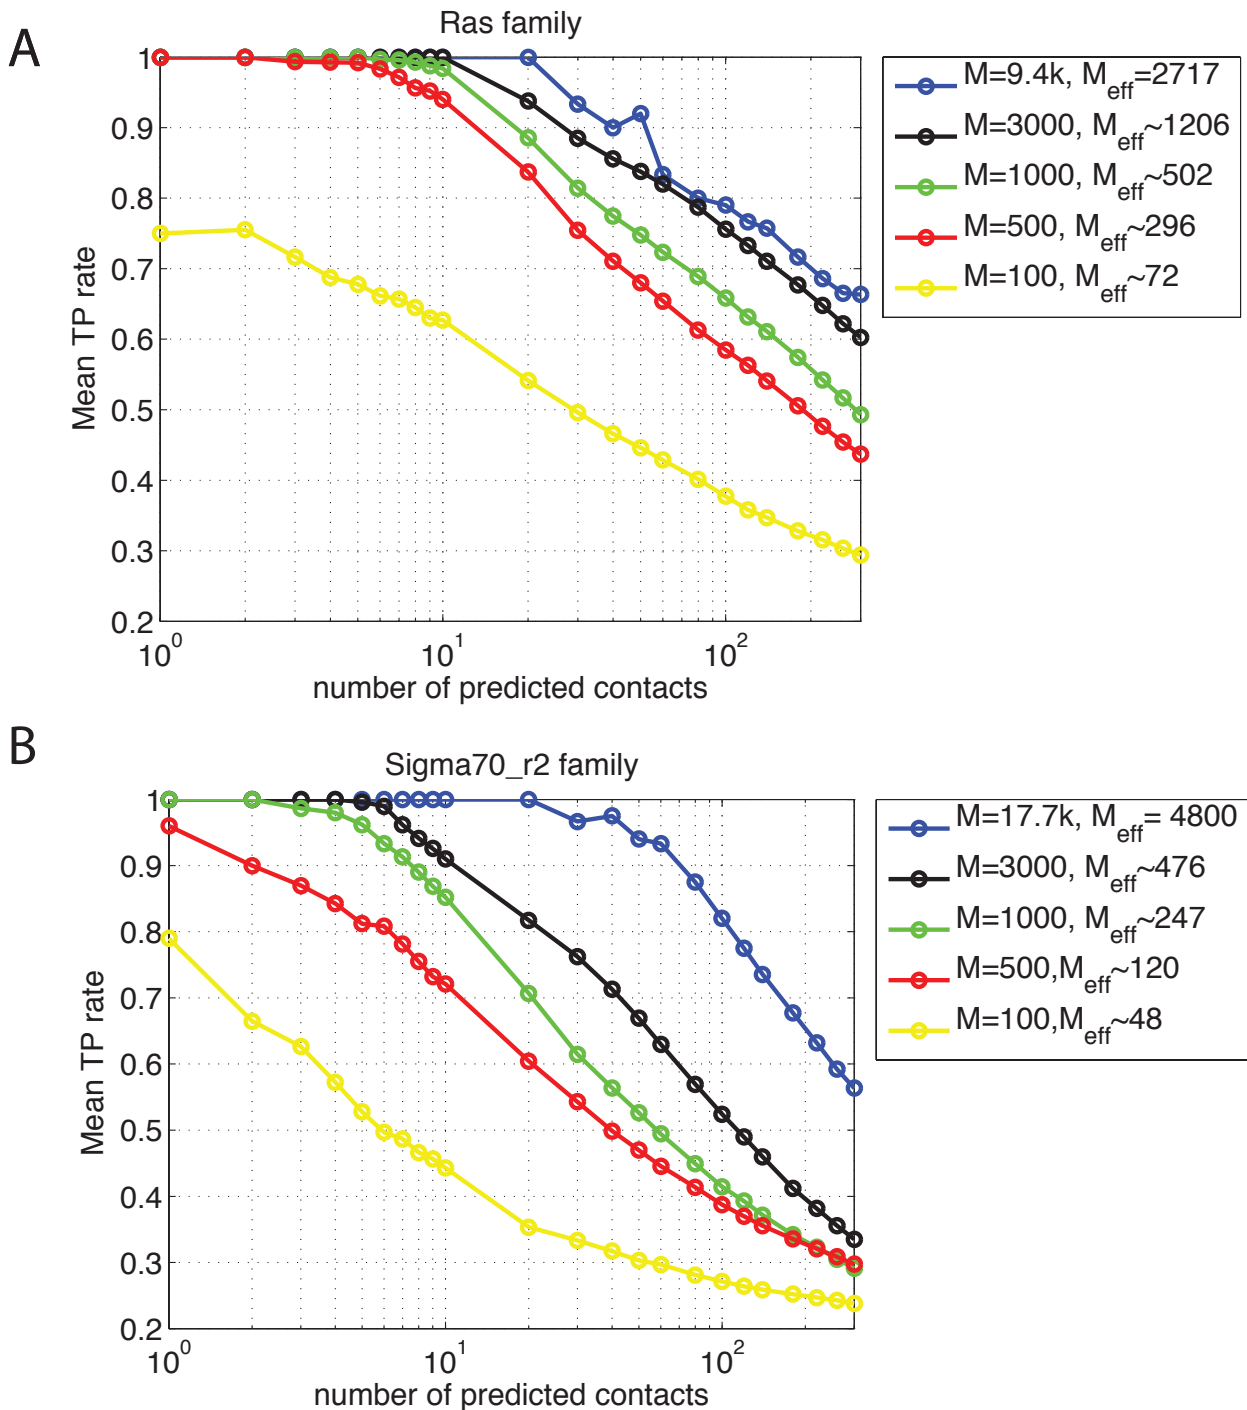 A
Ras family
1
0.9
0.8
0.7
0.6
0.5
0.4
0.3
0.2
Mean TP rate
10^0 10^1 10^2
number of predicted contacts
M=9.4k, M_eff=2717
M=3000, M_eff~1206
M=1000, M_eff~502
M=500, M_eff~296
M=100, M_eff~72
B
Sigma70_r2 family
1
0.9
0.8
0.7
0.6
0.5
0.4
0.3
0.2
Mean TP rate
10^0 10^1 10^2
number of predicted contacts
M=17.7k, M_eff= 4800
M=3000, M_eff~476
M=1000, M_eff~247
M=500,M_eff~120
M=100,M_eff~48